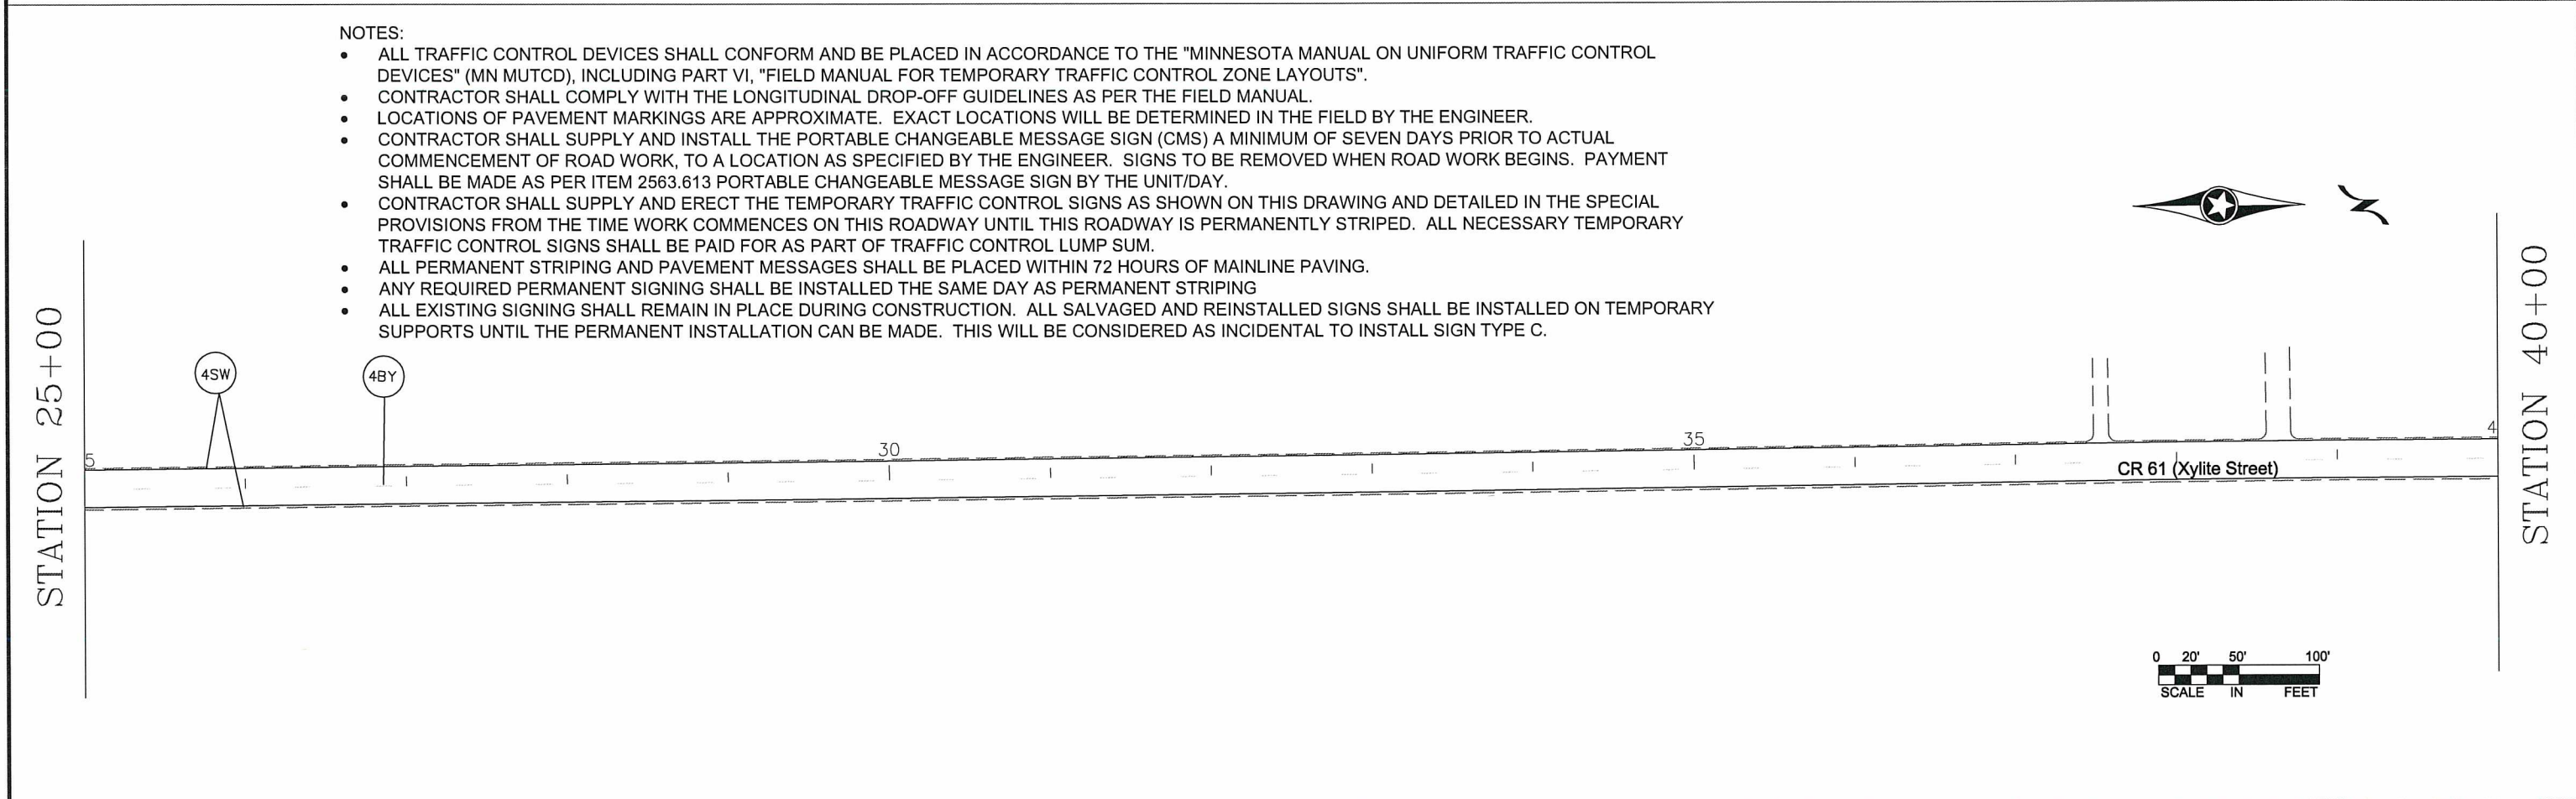 NOTES:
• ALL TRAFFIC CONTROL DEVICES SHALL CONFORM AND BE PLACED IN ACCORDANCE TO THE "MINNESOTA MANUAL ON UNIFORM TRAFFIC CONTROL
DEVICES" (MN MUTCD), INCLUDING PART VI, "FIELD MANUAL FOR TEMPORARY TRAFFIC CONTROL ZONE LAYOUTS".
• CONTRACTOR SHALL COMPLY WITH THE LONGITUDINAL DROP-OFF GUIDELINES AS PER THE FIELD MANUAL.
• LOCATIONS OF PAVEMENT MARKINGS ARE APPROXIMATE. EXACT LOCATIONS WILL BE DETERMINED IN THE FIELD BY THE ENGINEER.
• CONTRACTOR SHALL SUPPLY AND INSTALL THE PORTABLE CHANGEABLE MESSAGE SIGN (CMS) A MINIMUM OF SEVEN DAYS PRIOR TO ACTUAL
COMMENCEMENT OF ROAD WORK, TO A LOCATION AS SPECIFIED BY THE ENGINEER. SIGNS TO BE REMOVED WHEN ROAD WORK BEGINS. PAYMENT
SHALL BE MADE AS PER ITEM 2563.613 PORTABLE CHANGEABLE MESSAGE SIGN BY THE UNIT/DAY.
• CONTRACTOR SHALL SUPPLY AND ERECT THE TEMPORARY TRAFFIC CONTROL SIGNS AS SHOWN ON THIS DRAWING AND DETAILED IN THE SPECIAL
PROVISIONS FROM THE TIME WORK COMMENCES ON THIS ROADWAY UNTIL THIS ROADWAY IS PERMANENTLY STRIPED. ALL NECESSARY TEMPORARY
TRAFFIC CONTROL SIGNS SHALL BE PAID FOR AS PART OF TRAFFIC CONTROL LUMP SUM.
• ALL PERMANENT STRIPING AND PAVEMENT MESSAGES SHALL BE PLACED WITHIN 72 HOURS OF MAINLINE PAVING.
• ANY REQUIRED PERMANENT SIGNING SHALL BE INSTALLED THE SAME DAY AS PERMANENT STRIPING
• ALL EXISTING SIGNING SHALL REMAIN IN PLACE DURING CONSTRUCTION. ALL SALVAGED AND REINSTALLED SIGNS SHALL BE INSTALLED ON TEMPORARY
SUPPORTS UNTIL THE PERMANENT INSTALLATION CAN BE MADE. THIS WILL BE CONSIDERED AS INCIDENTAL TO INSTALL SIGN TYPE C.
N
STATION 25+00
4SW
4BY
5
30
35
4
CR 61 (Xylite Street)
STATION 40+00
0 20' 50' 100'
SCALE IN FEET